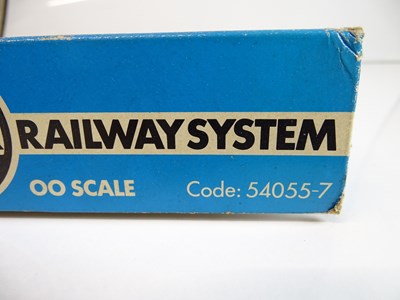 RAILWAY SYSTEM
OO SCALE
Code: 54055-7